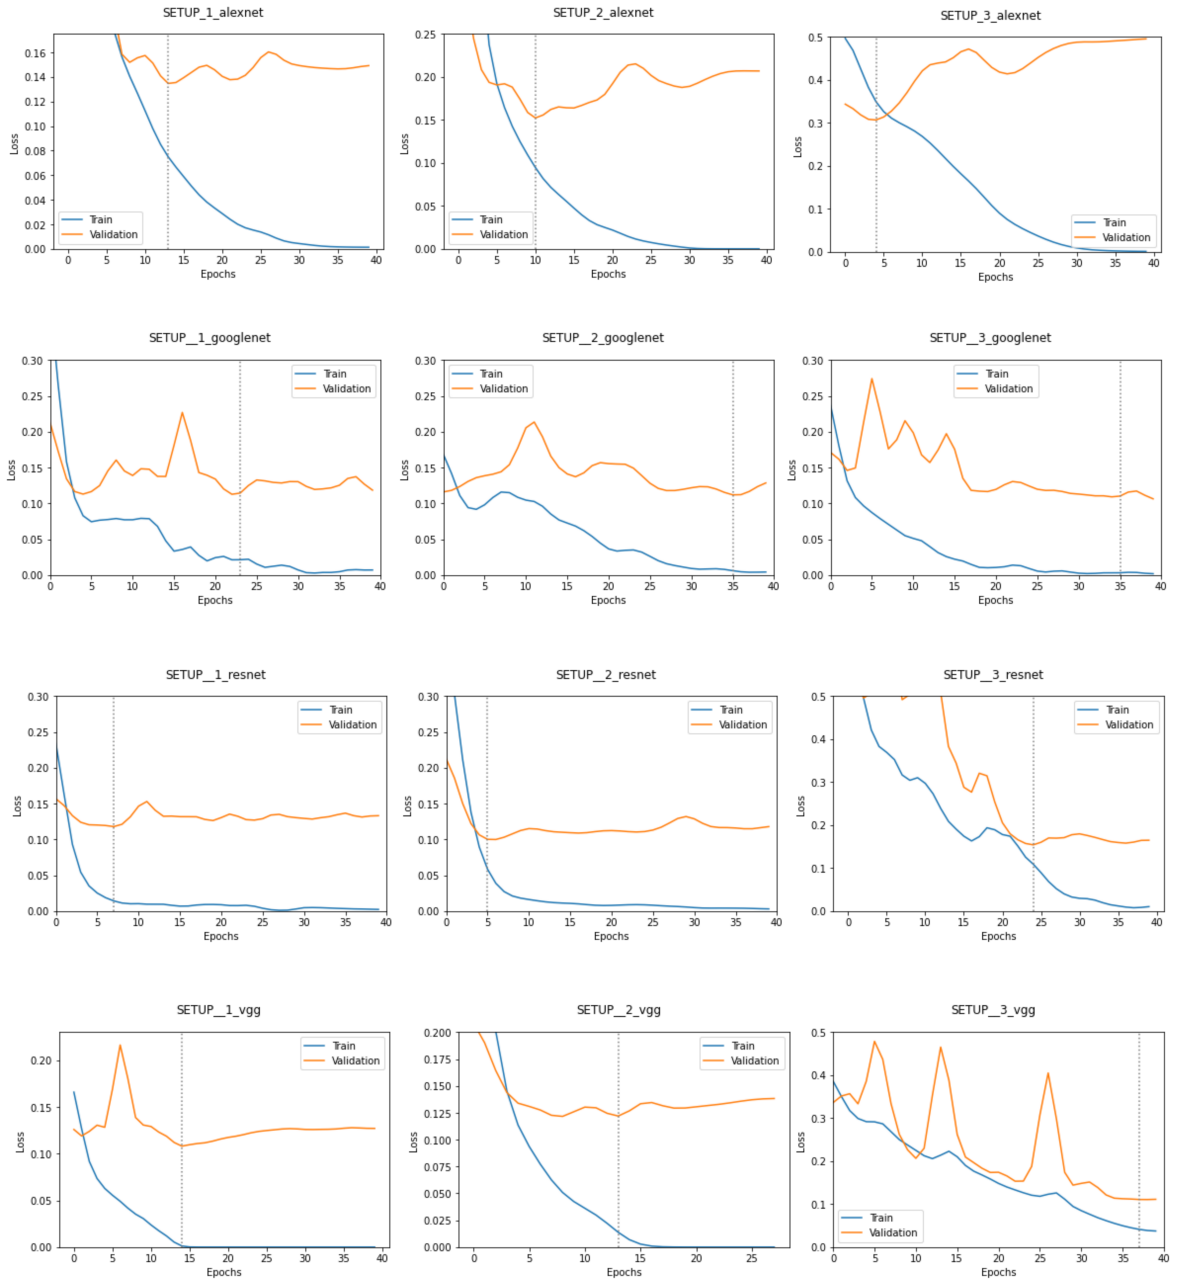 SETUP_1_alexnet
Loss
0.16
0.14
0.12
0.10
0.08
0.06
0.04
0.02
0.00
Train
Validation
0 5 10 15 20 25 30 35 40
Epochs
SETUP_2_alexnet
Loss
0.25
0.20
0.15
0.10
0.05
0.00
Train
Validation
0 5 10 15 20 25 30 35 40
Epochs
SETUP_3_alexnet
Loss
0.5
0.4
0.3
0.2
0.1
0.0
Train
Validation
0 5 10 15 20 25 30 35 40
Epochs
SETUP__1_googlenet
Loss
0.30
0.25
0.20
0.15
0.10
0.05
0.00
Train
Validation
0 5 10 15 20 25 30 35 40
Epochs
SETUP__2_googlenet
Loss
0.30
0.25
0.20
0.15
0.10
0.05
0.00
Train
Validation
0 5 10 15 20 25 30 35 40
Epochs
SETUP__3_googlenet
Loss
0.30
0.25
0.20
0.15
0.10
0.05
0.00
Train
Validation
0 5 10 15 20 25 30 35 40
Epochs
SETUP__1_resnet
Loss
0.30
0.25
0.20
0.15
0.10
0.05
0.00
Train
Validation
0 5 10 15 20 25 30 35 40
Epochs
SETUP__2_resnet
Loss
0.30
0.25
0.20
0.15
0.10
0.05
0.00
Train
Validation
0 5 10 15 20 25 30 35 40
Epochs
SETUP__3_resnet
Loss
0.5
0.4
0.3
0.2
0.1
0.0
Train
Validation
0 5 10 15 20 25 30 35 40
Epochs
SETUP__1_vgg
Loss
0.20
0.15
0.10
0.05
0.00
Train
Validation
0 5 10 15 20 25 30 35 40
Epochs
SETUP__2_vgg
Loss
0.200
0.175
0.150
0.125
0.100
0.075
0.050
0.025
0.000
Train
Validation
0 5 10 15 20 25
Epochs
SETUP__3_vgg
Loss
0.5
0.4
0.3
0.2
0.1
0.0
Train
Validation
0 5 10 15 20 25 30 35 40
Epochs